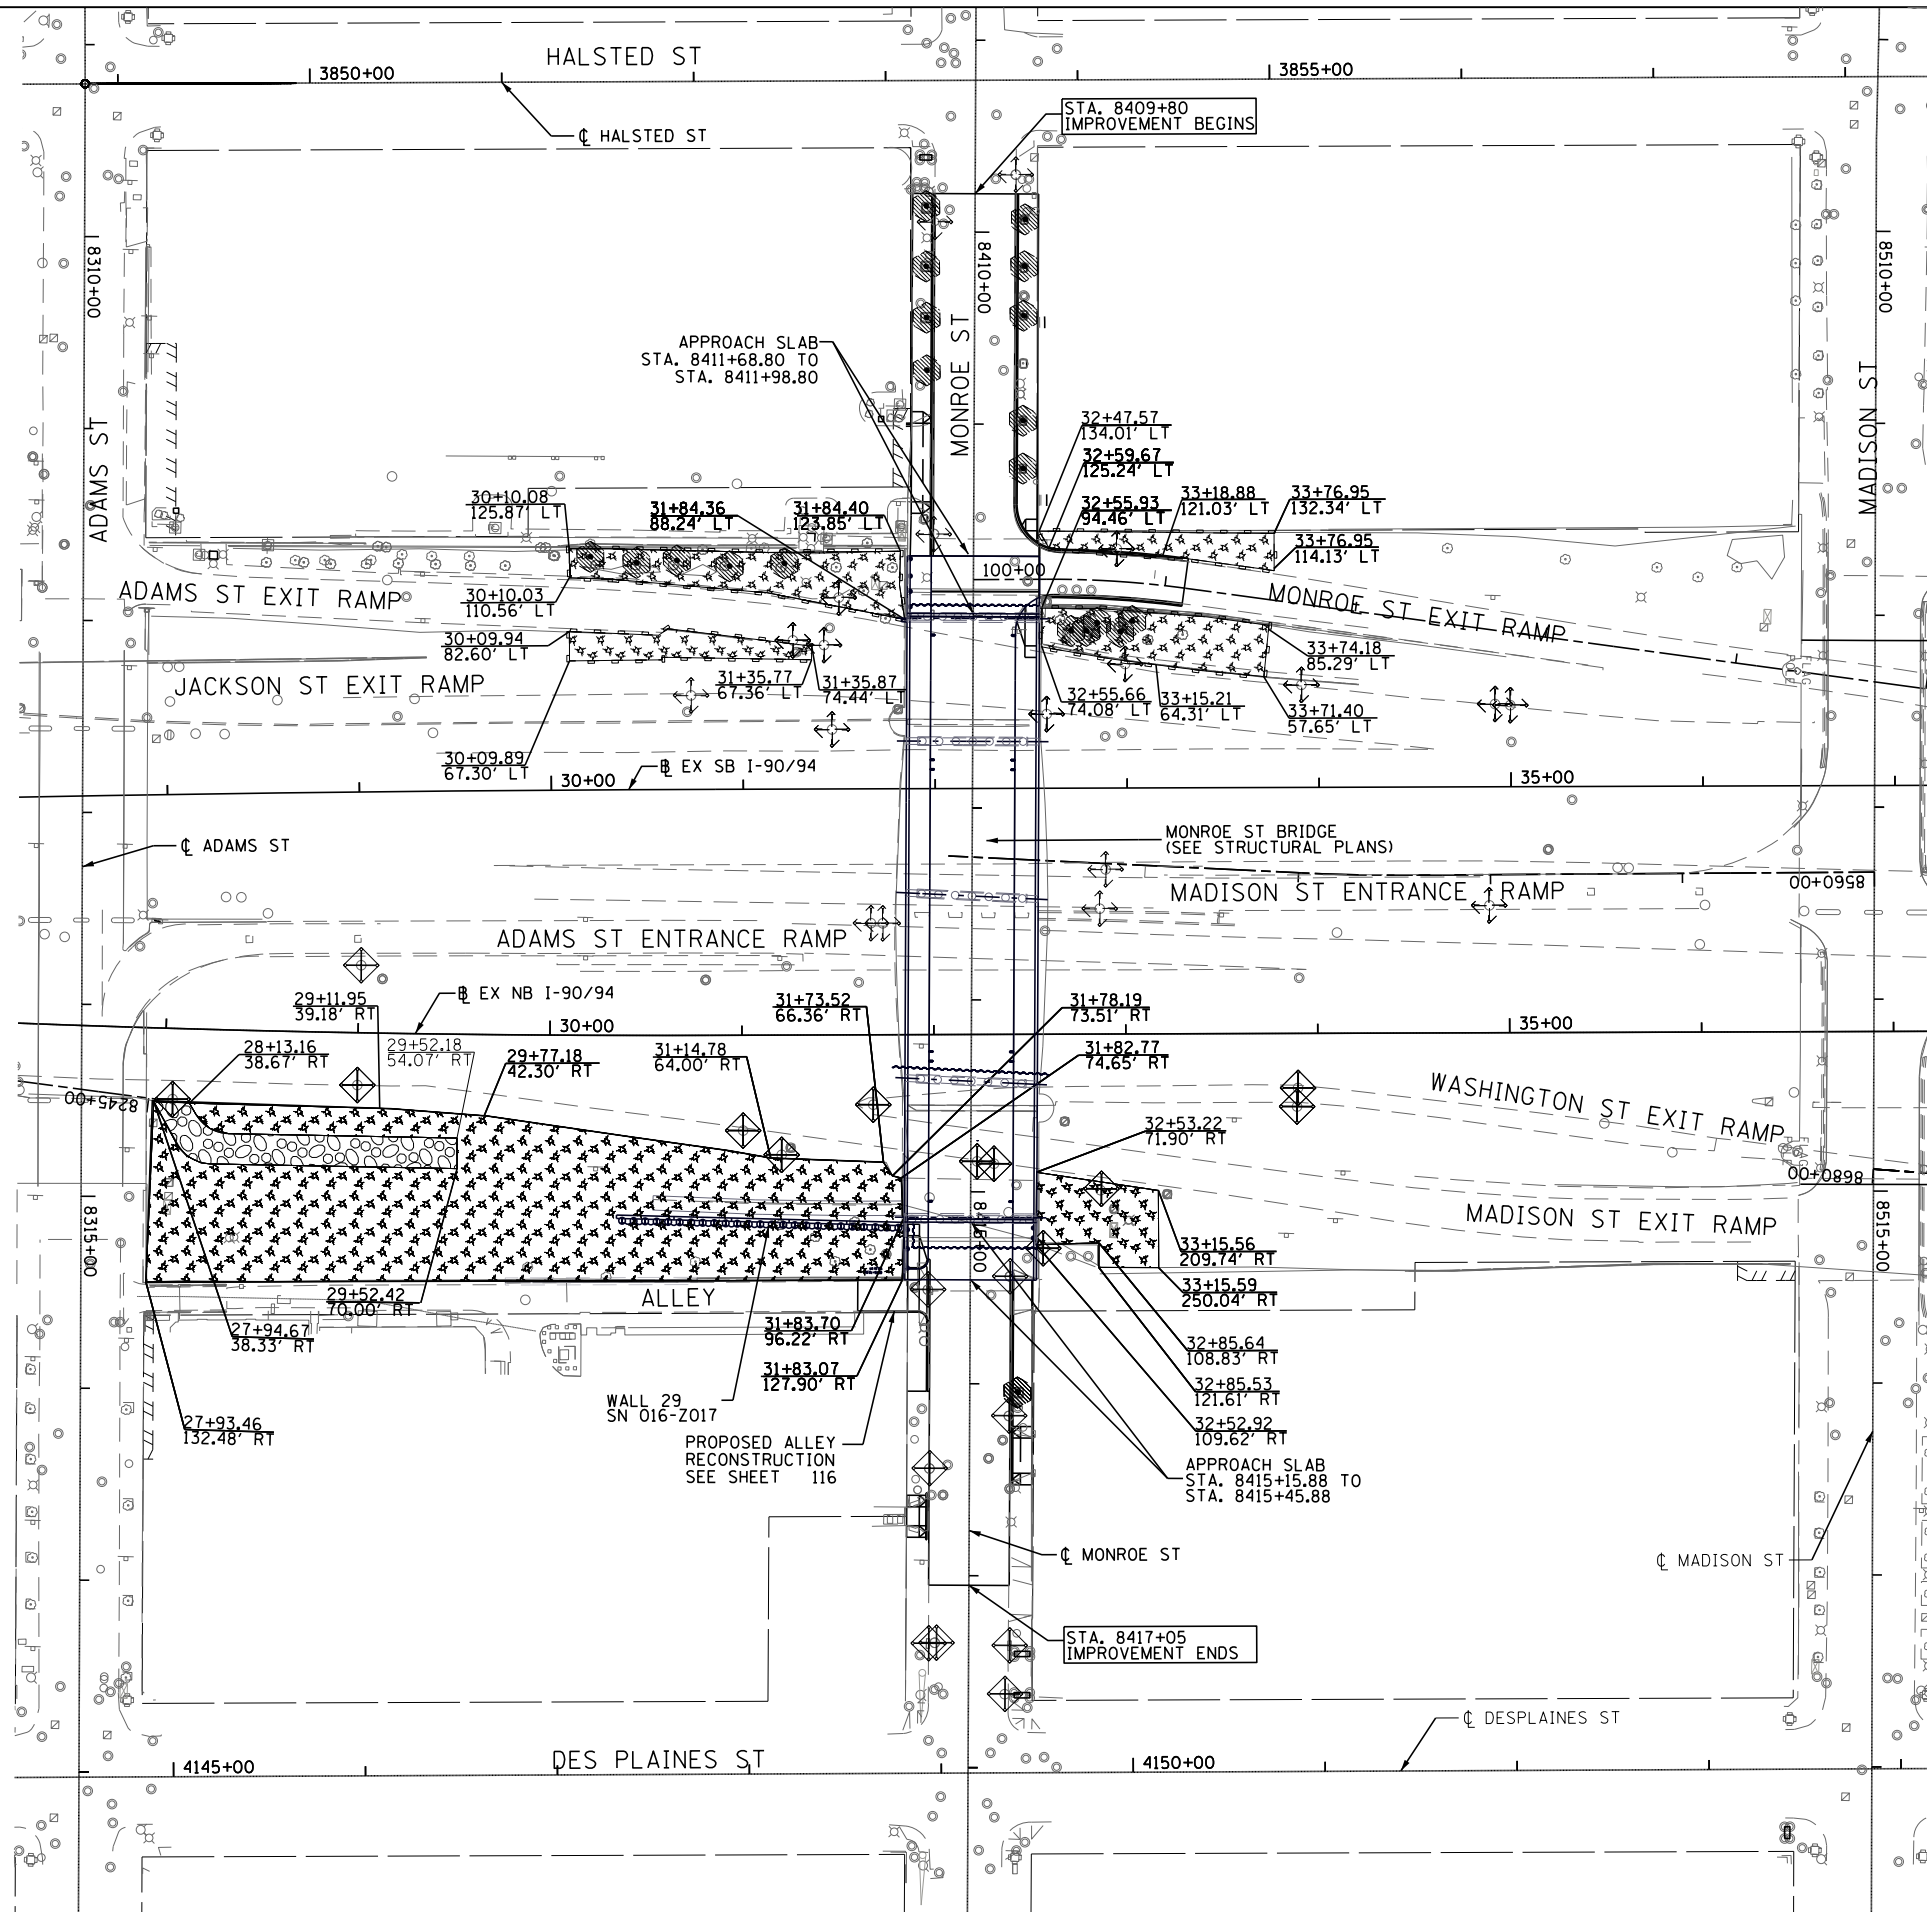 HALSTED ST
3850+00
3855+00
℄ HALSTED ST
STA. 8409+80
IMPROVEMENT BEGINS
8310+00
8410+00
8510+00
ADAMS ST
MONROE ST
MADISON ST
APPROACH SLAB
STA. 8411+68.80 TO
STA. 8411+98.80
32+47.57
134.01' LT
32+59.67
125.24' LT
30+10.08
125.87' LT
31+84.36
88.24' LT
31+84.40
123.85' LT
32+55.93
94.46' LT
33+18.88
121.03' LT
33+76.95
132.34' LT
33+76.95
114.13' LT
100+00
ADAMS ST EXIT RAMP
30+10.03
110.56' LT
MONROE ST EXIT RAMP
30+09.94
82.60' LT
33+74.18
85.29' LT
JACKSON ST EXIT RAMP
31+35.77
67.36' LT
31+35.87
74.44' LT
32+55.66
74.08' LT
33+15.21
64.31' LT
33+71.40
57.65' LT
30+09.89
67.30' LT
30+00
℄ EX SB I-90/94
35+00
℄ ADAMS ST
MONROE ST BRIDGE
(SEE STRUCTURAL PLANS)
MADISON ST ENTRANCE RAMP
8560+00
ADAMS ST ENTRANCE RAMP
29+11.95
39.18' RT
℄ EX NB I-90/94
31+73.52
66.36' RT
31+78.19
73.51' RT
30+00
35+00
28+13.16
38.67' RT
29+52.18
54.07' RT
29+77.18
42.30' RT
31+14.78
64.00' RT
31+82.77
74.65' RT
8245+00
WASHINGTON ST EXIT RAMP
32+53.22
71.90' RT
8680+00
8315+00
8415+00
8515+00
MADISON ST EXIT RAMP
33+15.56
209.74' RT
33+15.59
250.04' RT
29+52.42
70.00' RT
ALLEY
27+94.67
38.33' RT
31+83.70
96.22' RT
32+85.64
108.83' RT
31+83.07
127.90' RT
32+85.53
121.61' RT
WALL 29
SN 016-Z017
32+52.92
109.62' RT
27+93.46
132.48' RT
PROPOSED ALLEY
RECONSTRUCTION
SEE SHEET 116
APPROACH SLAB
STA. 8415+15.88 TO
STA. 8415+45.88
℄ MONROE ST
℄ MADISON ST
STA. 8417+05
IMPROVEMENT ENDS
℄ DESPLAINES ST
DES PLAINES ST
4145+00
4150+00